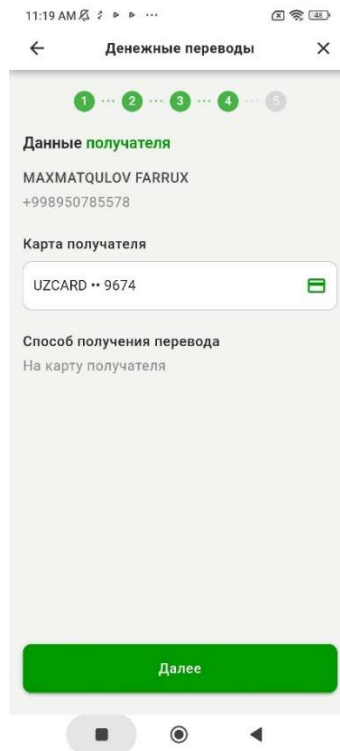 11:19 AM
48
Денежные переводы
1 ... 2 ... 3 ... 4 ... 5
Данные получателя
MAXMATQULOV FARRUX
+998950785578
Карта получателя
UZCARD •• 9674
Способ получения перевода
На карту получателя
Далее